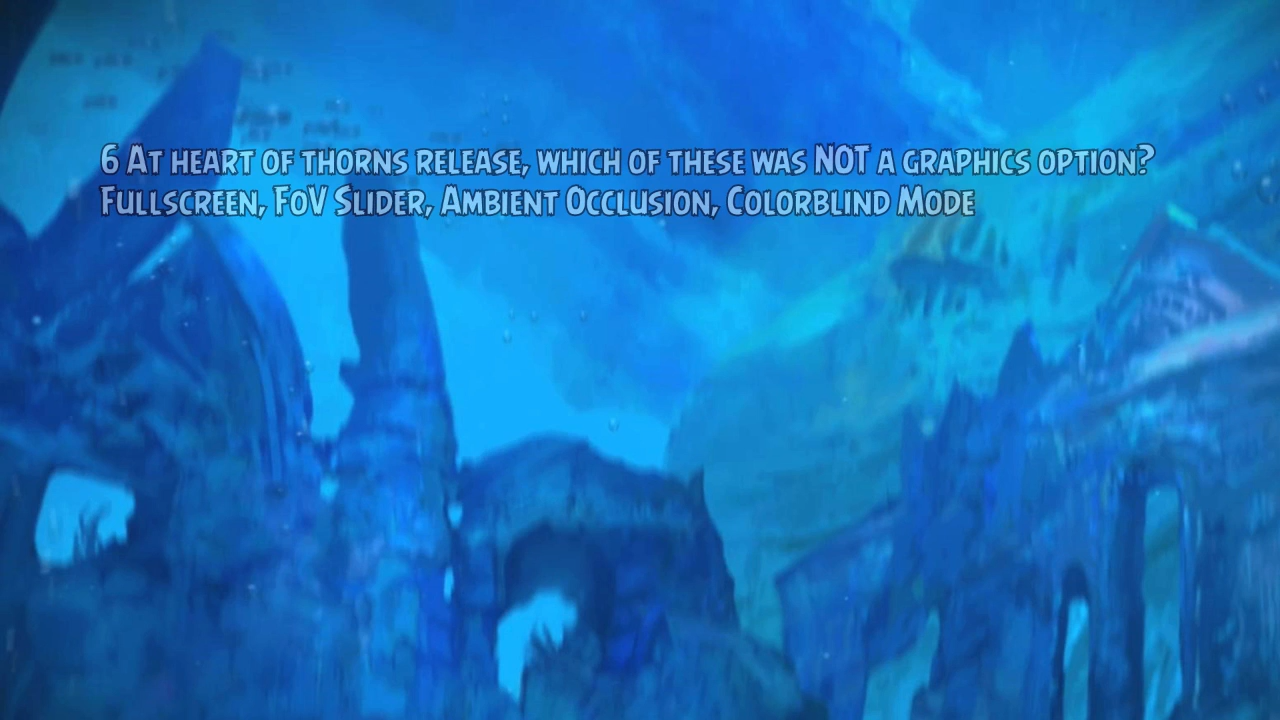 6 At heart of thorns release, which of these was NOT a graphics option?
Fullscreen, FoV Slider, Ambient Occlusion, Colorblind Mode